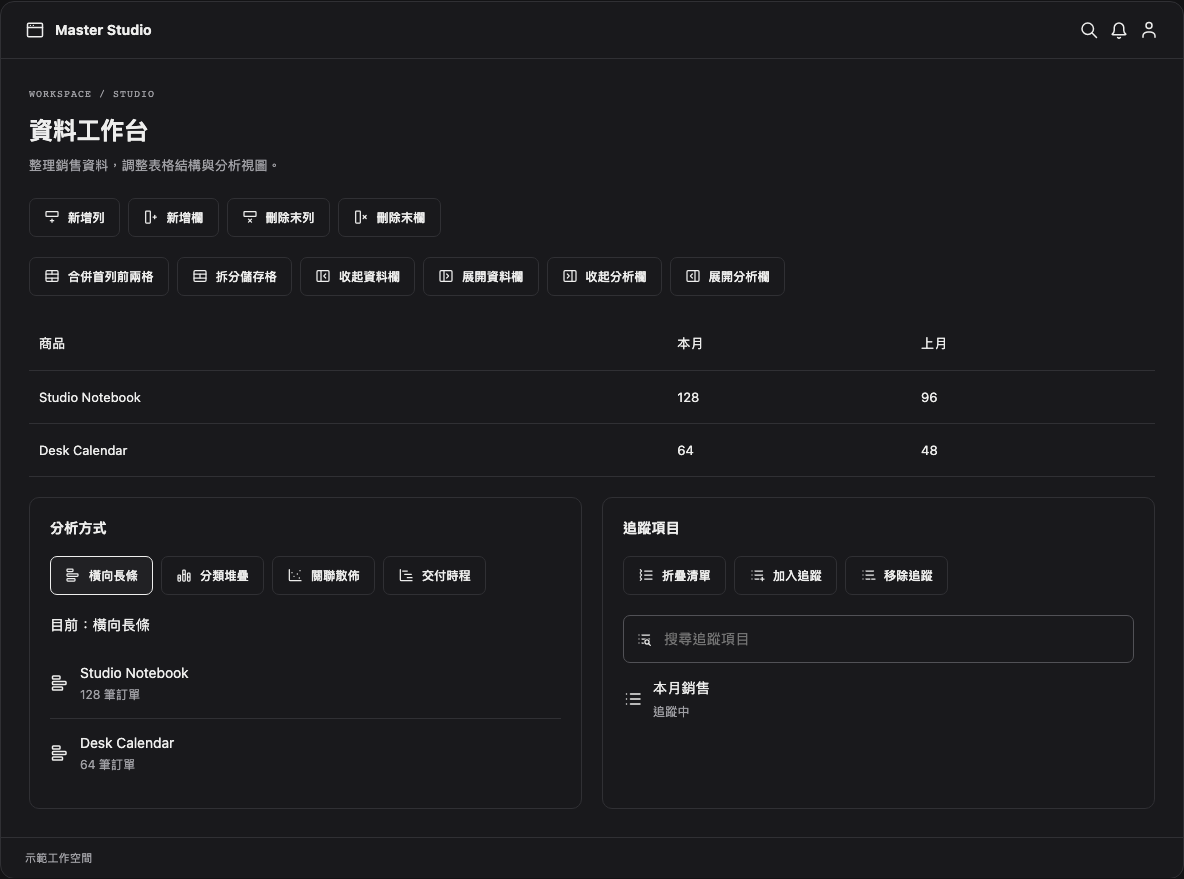 Master Studio
WORKSPACE / STUDIO
資料工作台
整理銷售資料，調整表格結構與分析視圖。
新增列 新增欄 刪除末列 刪除末欄
合併首列前兩格 拆分儲存格 收起資料欄 展開資料欄 收起分析欄 展開分析欄
商品 本月 上月
Studio Notebook 128 96
Desk Calendar 64 48
分析方式
橫向長條 分類堆疊 關聯散佈 交付時程
目前：橫向長條
Studio Notebook
128 筆訂單
Desk Calendar
64 筆訂單
追蹤項目
折疊清單 加入追蹤 移除追蹤
搜尋追蹤項目
本月銷售
追蹤中
示範工作空間